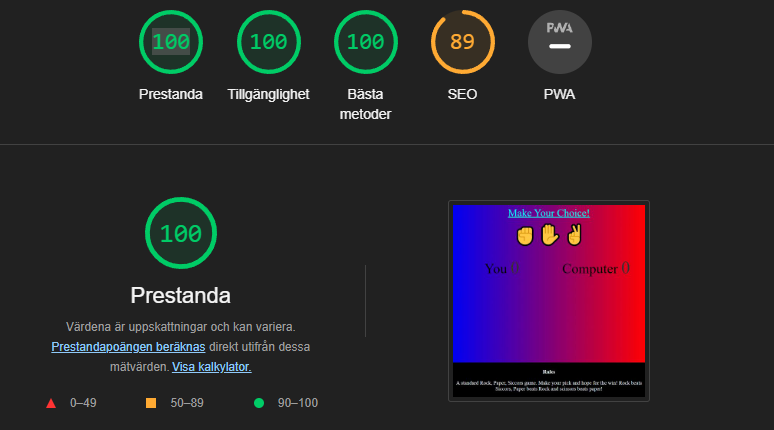 100
100
100
89
PWA
Prestanda
Tillgänglighet
Bästa
metoder
SEO
PWA
100
Prestanda
Värdena är uppskattningar och kan variera.
Prestandapoängen beräknas direkt utifrån dessa
mätvärden. Visa kalkylator.
0–49
50–89
90–100
Make Your Choice!
You 0
Computer 0
Rules
A standard Rock, Paper, Siccors game. Make your pick and hope for the win! Rock beats
Siccors, Paper beats Rock and scissors beats paper!